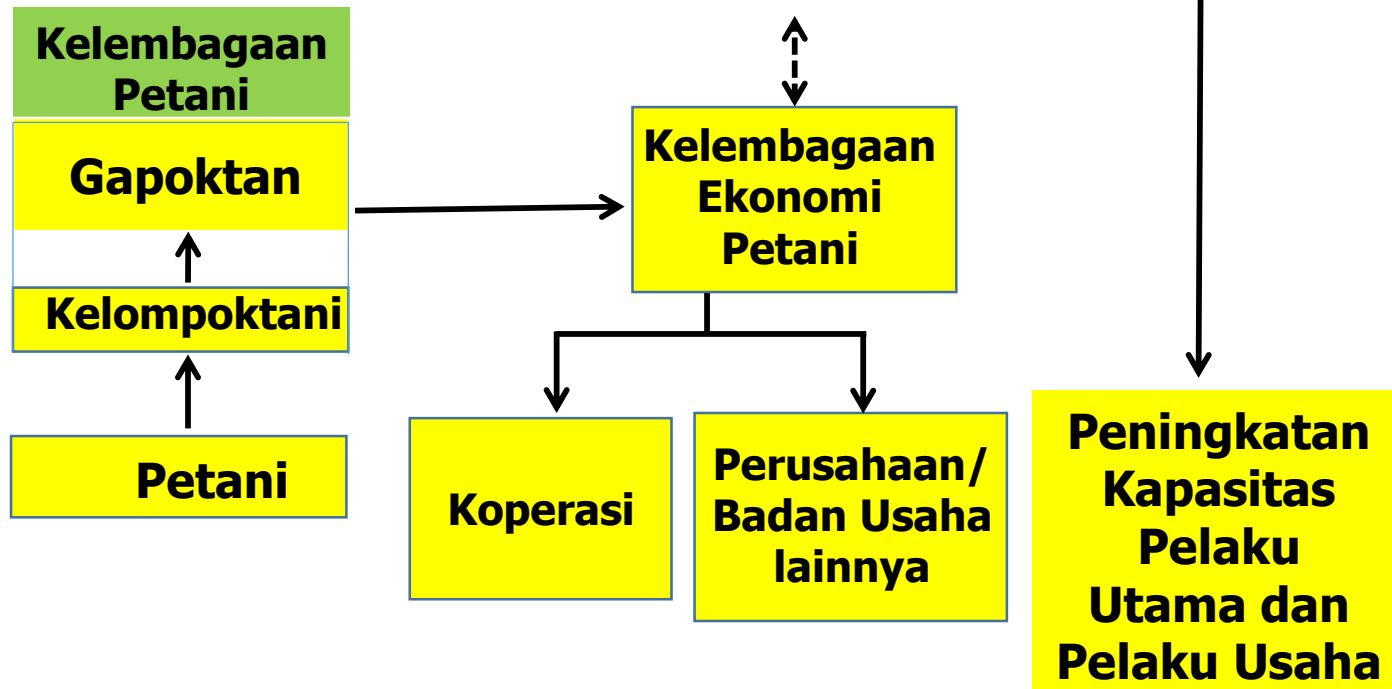 Kelembagaan
Petani
Gapoktan
Kelompoktani
Petani
Kelembagaan
Ekonomi
Petani
Koperasi
Perusahaan/
Badan Usaha
lainnya
Peningkatan
Kapasitas
Pelaku
Utama dan
Pelaku Usaha